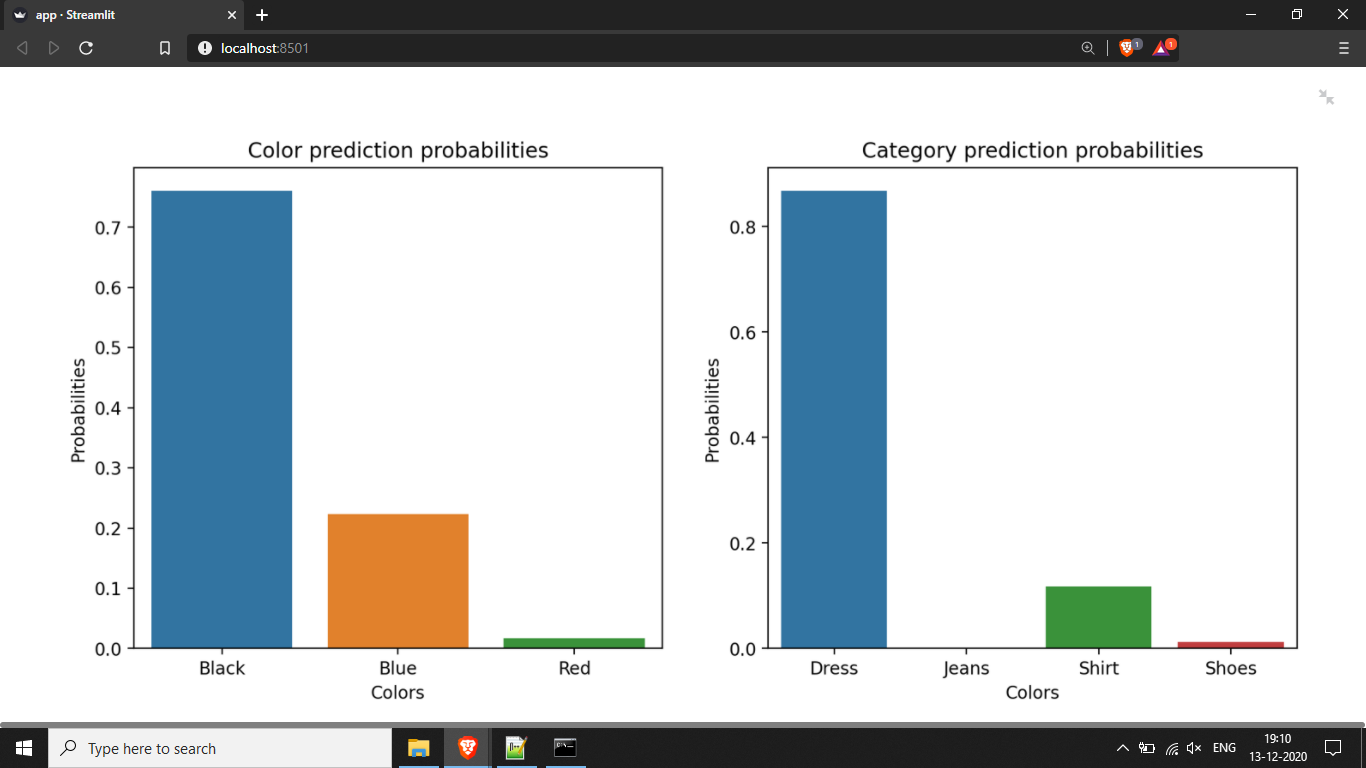 app · Streamlit
localhost:8501
1
1
Color prediction probabilities
0.7
0.6
0.5
0.4
0.3
0.2
0.1
0.0
Probabilities
Black Blue Red
Colors
Category prediction probabilities
0.8
0.6
0.4
0.2
0.0
Probabilities
Dress Jeans Shirt Shoes
Colors
Type here to search
ENG
19:10
13-12-2020